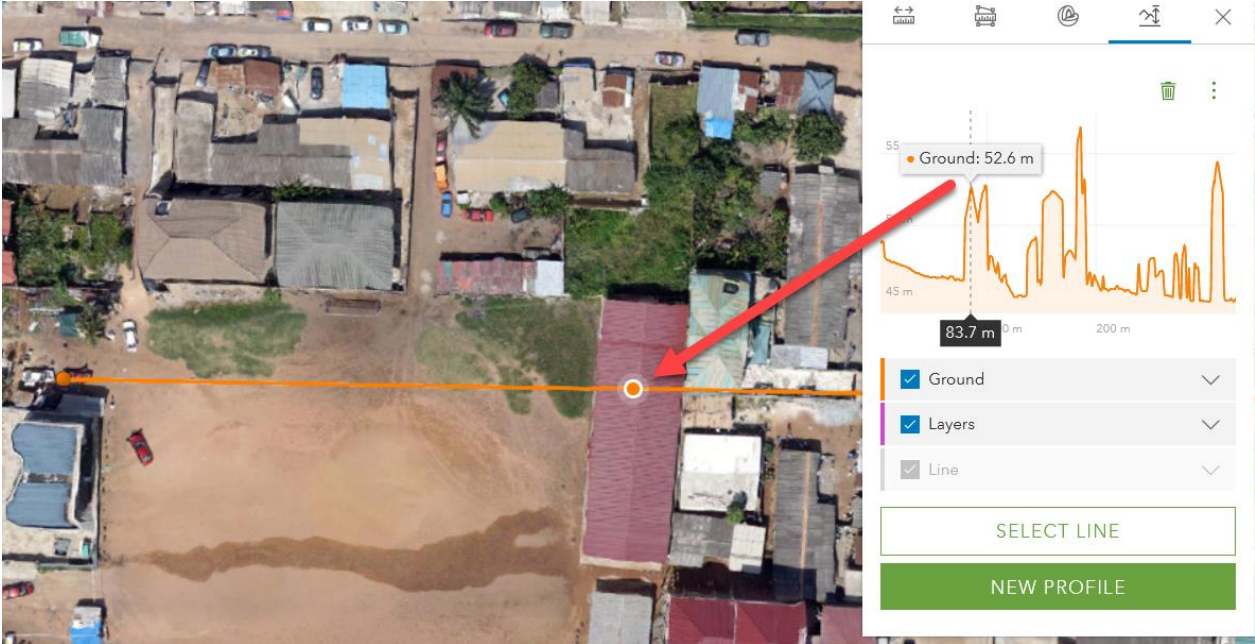 55
Ground: 52.6 m
45 m
83.7 m
0 m
200 m
Ground
Layers
Line
SELECT LINE
NEW PROFILE